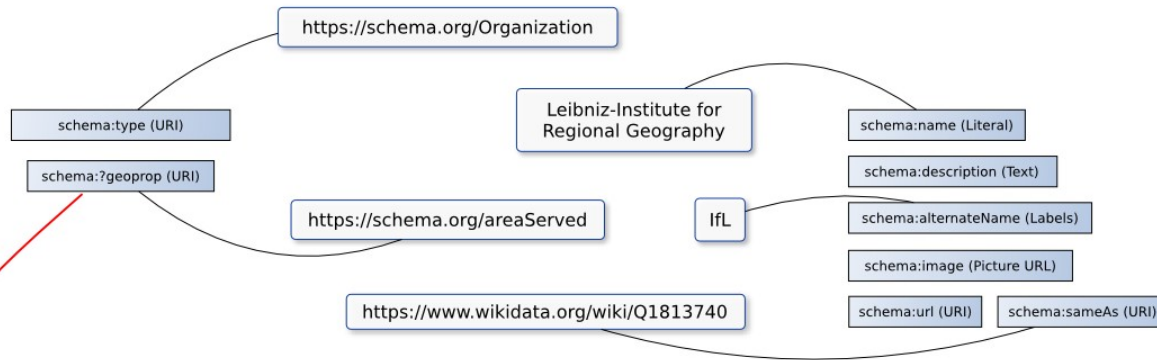 https://schema.org/Organization
Leibniz-Institute for
Regional Geography
schema:type (URI)
schema:name (Literal)
schema:?geoprop (URI)
schema:description (Text)
https://schema.org/areaServed
IfL
schema:alternateName (Labels)
schema:image (Picture URL)
https://www.wikidata.org/wiki/Q1813740
schema:url (URI)
schema:sameAs (URI)